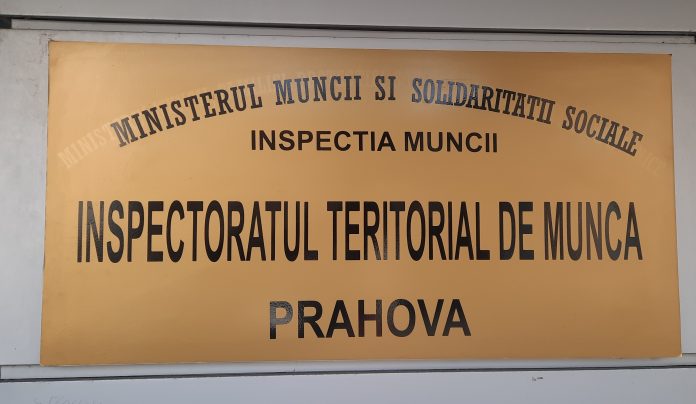 MINISTERUL MUNCII SI SOLIDARITATII SOCIALE
INSPECTIA MUNCII
INSPECTORATUL TERITORIAL DE MUNCA
PRAHOVA